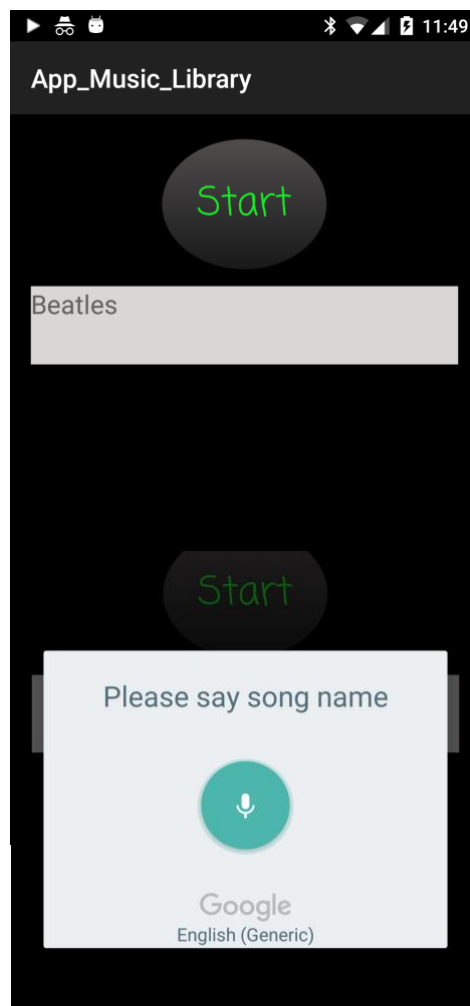 11:49
App_Music_Library
Start
Beatles
Start
Please say song name
Google
English (Generic)